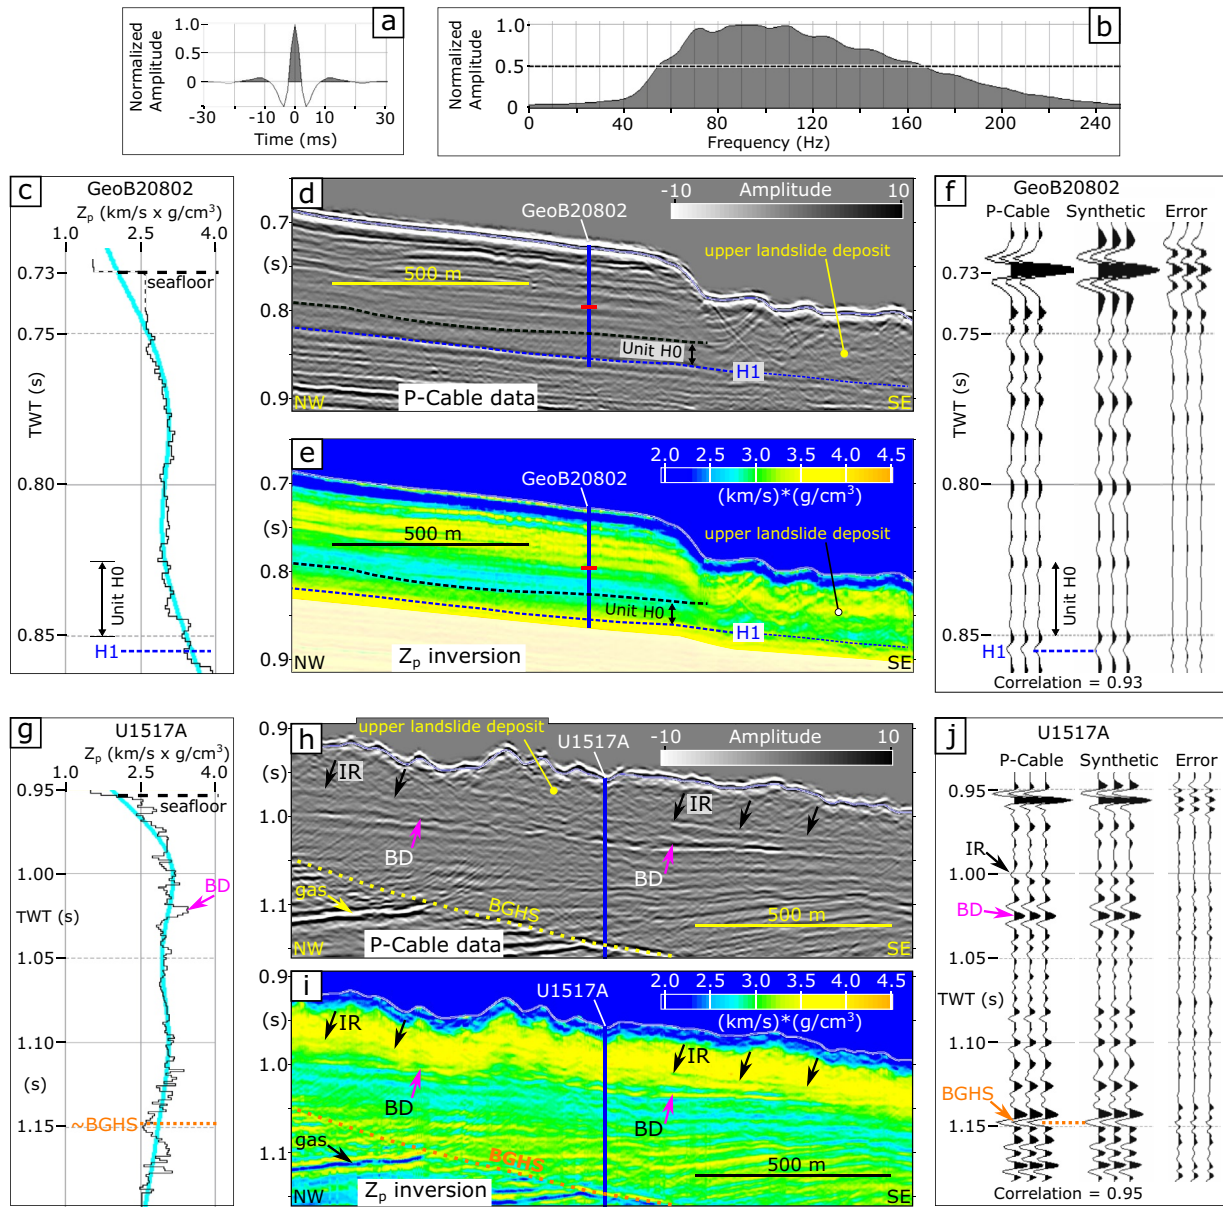 a
Normalized
Amplitude
1.0
0.5
0
-30
-10
0
10
30
Time (ms)
b
Normalized
Amplitude
1.0
0.5
0
0
40
80
120
160
200
240
Frequency (Hz)
c
GeoB20802
Zp (km/s x g/cm³)
1.0
2.5
4.0
0.73
seafloor
0.75
TWT (s)
0.80
Unit H0
0.85
H1
d
-10
Amplitude
10
GeoB20802
0.7
(s)
500 m
upper landslide deposit
0.8
Unit H0
H1
0.9
NW
P-Cable data
SE
e
2.0 2.5 3.0 3.5 4.0 4.5
(km/s)*(g/cm³)
GeoB20802
0.7
(s)
500 m
upper landslide deposit
0.8
Unit H0
H1
0.9
NW
Zp inversion
SE
f
GeoB20802
P-Cable Synthetic Error
0.73
0.75
TWT (s)
0.80
Unit H0
0.85
H1
Correlation = 0.93
g
U1517A
Zp (km/s x g/cm³)
1.0
2.5
4.0
0.95
seafloor
1.00
BD
TWT (s)
1.05
1.10
(s)
~BGHS
1.15
h
upper landslide deposit
U1517A
-10
Amplitude
10
0.9
(s)
IR
IR
1.0
BD
BD
gas
BGHS
1.1
500 m
NW
P-Cable data
SE
i
U1517A
2.0 2.5 3.0 3.5 4.0 4.5
(km/s)*(g/cm³)
0.9
(s)
IR
IR
1.0
BD
BD
gas
BGHS
1.1
500 m
NW
Zp inversion
SE
j
U1517A
P-Cable Synthetic Error
0.95
IR
1.00
BD
1.05
TWT (s)
1.10
BGHS
1.15
Correlation = 0.95